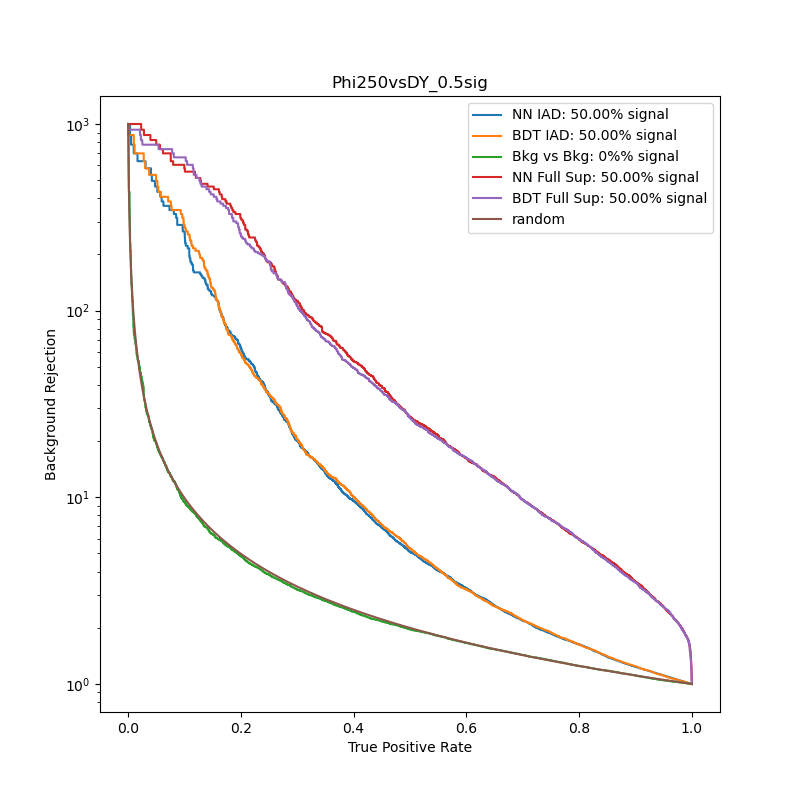 Phi250vsDY_0.5sig
NN IAD: 50.00% signal
BDT IAD: 50.00% signal
Bkg vs Bkg: 0%% signal
NN Full Sup: 50.00% signal
BDT Full Sup: 50.00% signal
random
Background Rejection
10³
10²
10¹
10⁰
0.0 0.2 0.4 0.6 0.8 1.0
True Positive Rate